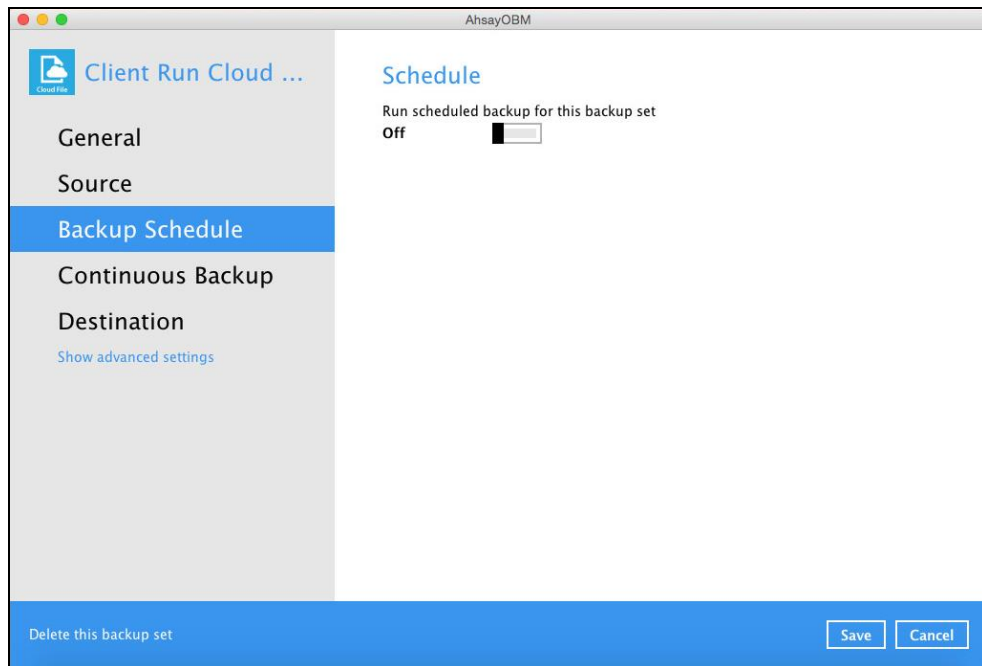 AhsayOBM
Cloud File
Client Run Cloud ...
General
Source
Backup Schedule
Continuous Backup
Destination
Show advanced settings
Schedule
Run scheduled backup for this backup set
Off
Delete this backup set
Save
Cancel